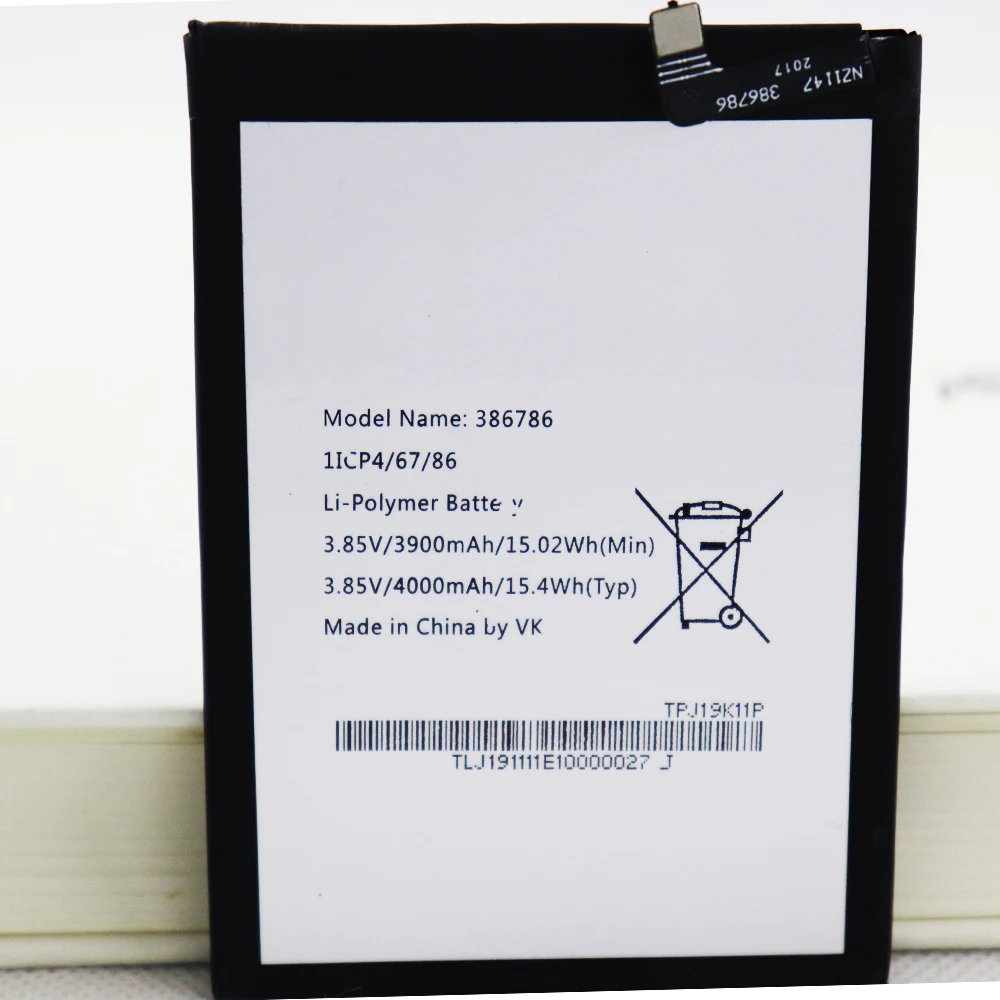 NZ1147 386786
2017
Model Name: 386786
1ICP4/67/86
Li-Polymer Battery
3.85V/3900mAh/15.02Wh(Min)
3.85V/4000mAh/15.4Wh(Typ)
Made in China by VK
TPJ19K11P
TLJ191111E10000027 J